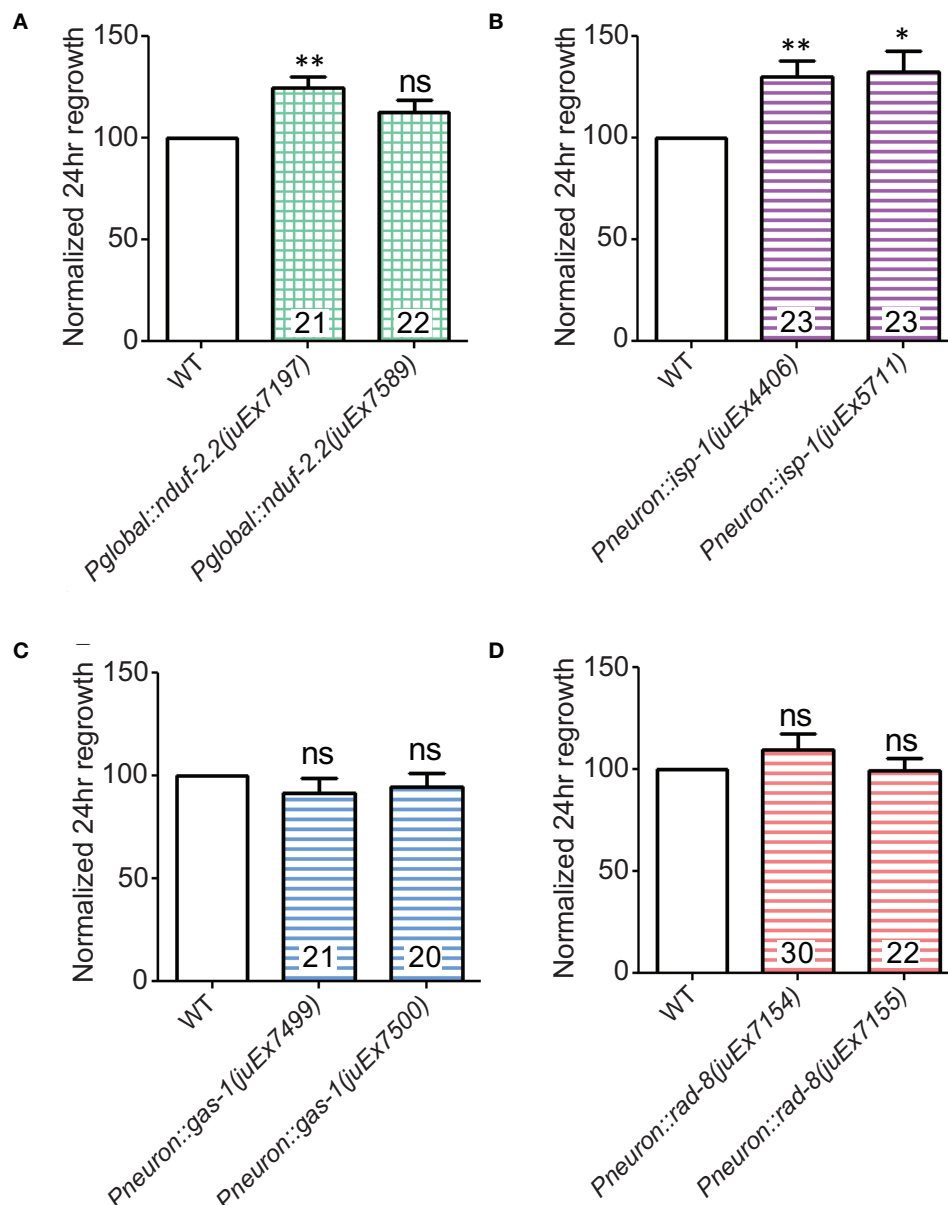 A
Normalized 24hr regrowth
150
100
50
0
**
ns
21
22
WT
Pglobal::nduf-2.2(juEx7197)
Pglobal::nduf-2.2(juEx7589)
B
Normalized 24hr regrowth
150
100
50
0
**
*
23
23
WT
Pneuron::isp-1(juEx4406)
Pneuron::isp-1(juEx5711)
C
Normalized 24hr regrowth
150
100
50
0
ns
ns
21
20
WT
Pneuron::gas-1(juEx7499)
Pneuron::gas-1(juEx7500)
D
Normalized 24hr regrowth
150
100
50
0
ns
ns
30
22
WT
Pneuron::rad-8(juEx7154)
Pneuron::rad-8(juEx7155)